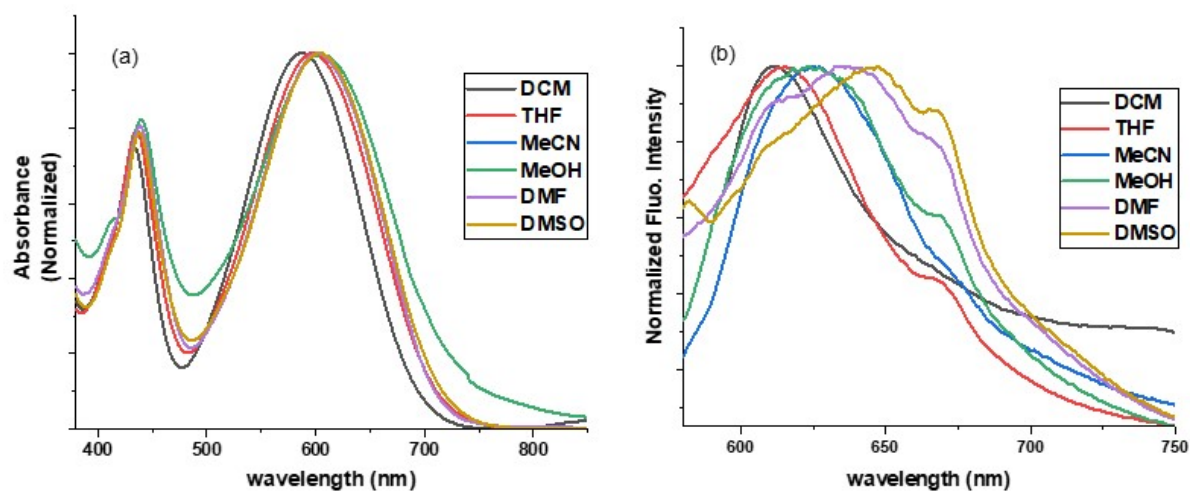 (a)
DCM
THF
MeCN
MeOH
DMF
DMSO
Absorbance
(Normalized)
400
500
600
700
800
wavelength (nm)
(b)
DCM
THF
MeCN
MeOH
DMF
DMSO
Normalized Fluo. Intensity
600
650
700
750
wavelength (nm)